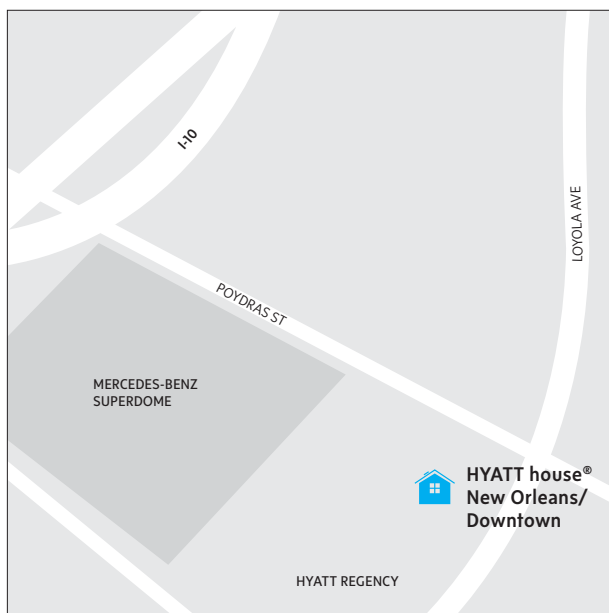 I-10
LOYOLA AVE
POYDRAS ST
MERCEDES-BENZ
SUPERDOME
HYATT house®
New Orleans/
Downtown
HYATT REGENCY